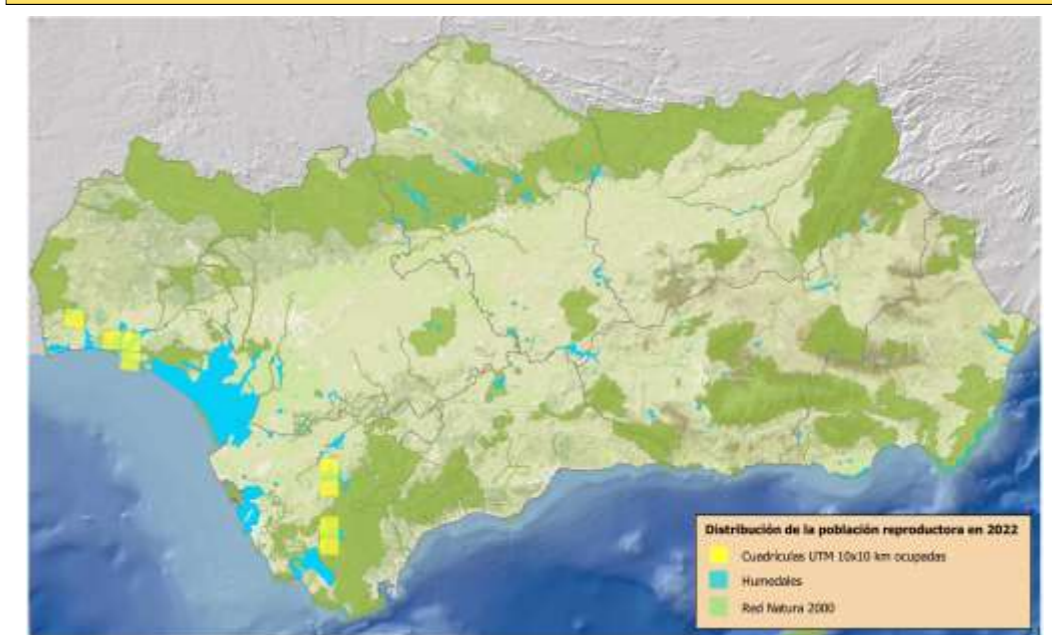 Distribución de la población reproductora en 2022
Cuadrículas UTM 10x10 km ocupadas
Humedales
Red Natura 2000